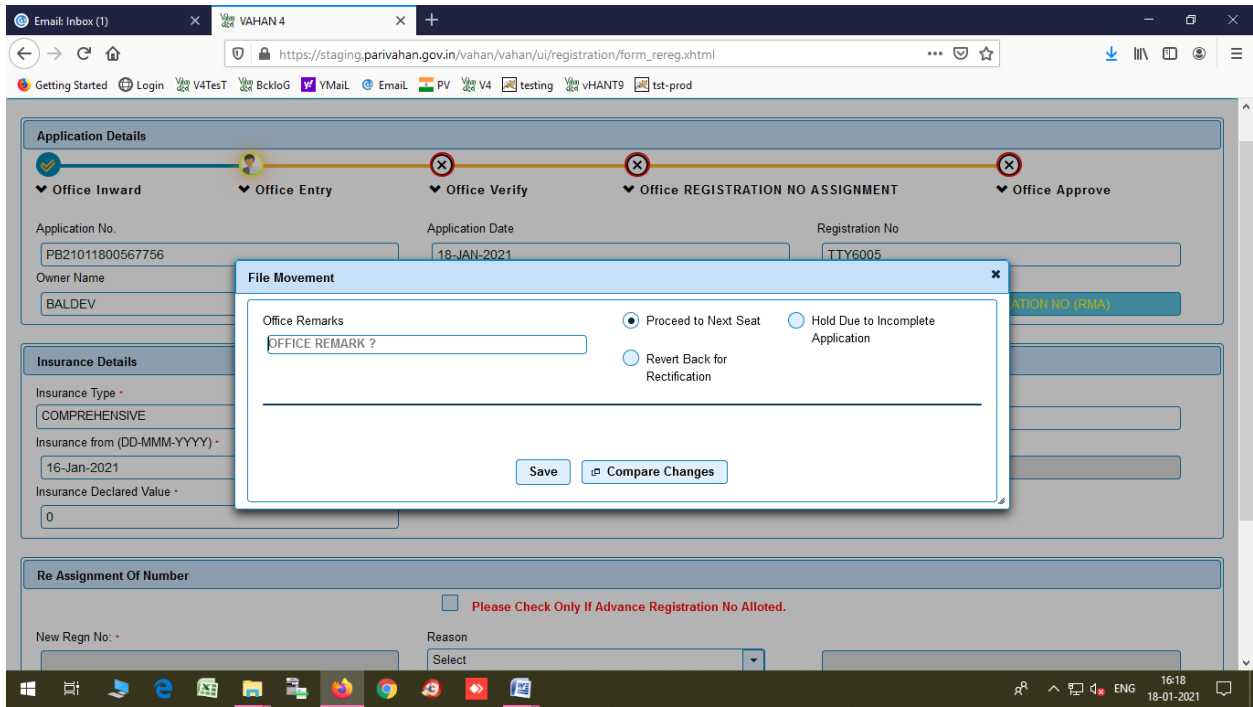 Email: Inbox (1)
VAHAN 4
https://staging.parivahan.gov.in/vahan/vahan/ui/registration/form_rereg.xhtml
Getting Started Login V4TesT BckloG YMaiL EmaiL PV V4 testing vHANT9 tst-prod
Application Details
Office Inward Office Entry Office Verify Office REGISTRATION NO ASSIGNMENT Office Approve
Application No. Application Date Registration No
PB21011800567756 18-JAN-2021 TTY6005
Owner Name
BALDEV
ATION NO (RMA)
File Movement
Office Remarks
OFFICE REMARK ?
Proceed to Next Seat
Hold Due to Incomplete
Application
Revert Back for
Rectification
Save Compare Changes
Insurance Details
Insurance Type *
COMPREHENSIVE
Insurance from (DD-MMM-YYYY) *
16-Jan-2021
Insurance Declared Value *
0
Re Assignment Of Number
Please Check Only If Advance Registration No Alloted.
New Regn No: * Reason
Select
ENG 16:18
18-01-2021